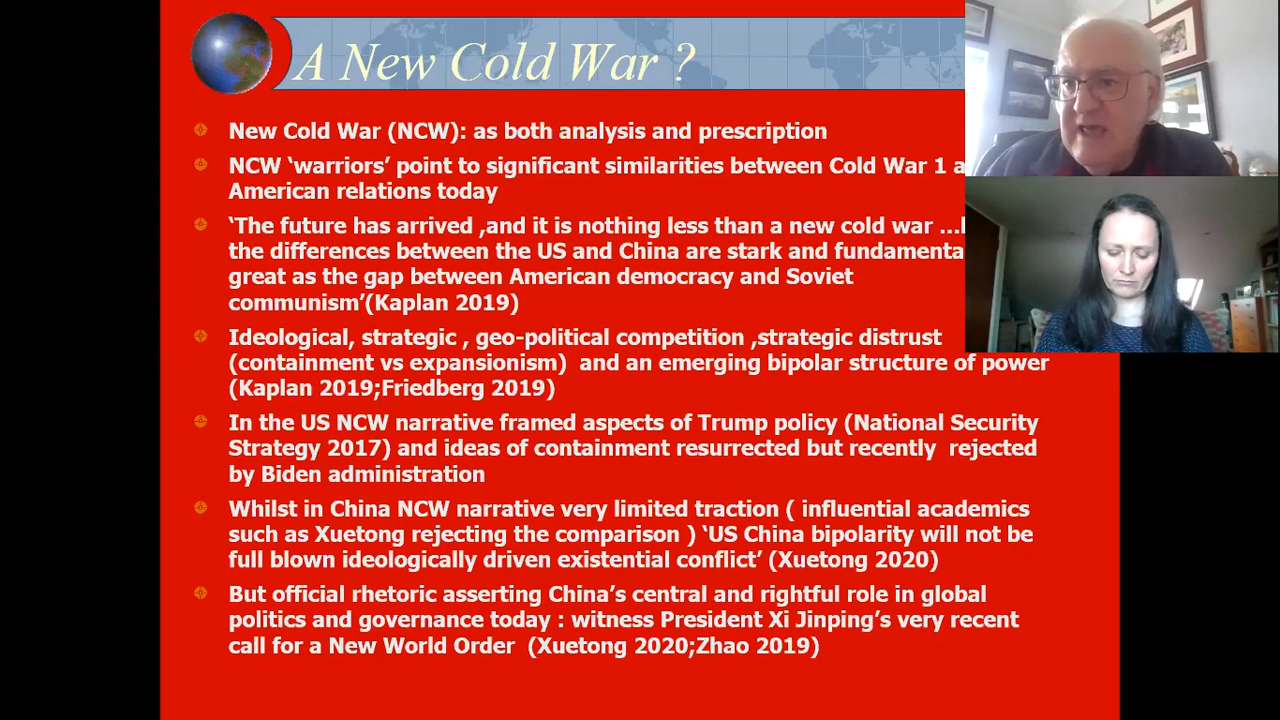 A New Cold War ?
New Cold War (NCW): as both analysis and prescription
NCW ‘warriors’ point to significant similarities between Cold War 1
American relations today
‘The future has arrived ,and it is nothing less than a new cold war ...
the differences between the US and China are stark and
great as the gap between American democracy and Soviet
communism’(Kaplan 2019)
Ideological, strategic , geo-political competition ,strategic distrust
(containment vs expansionism) and an emerging bipolar structure of power
(Kaplan 2019;Friedberg 2019)
In the US NCW narrative framed aspects of Trump policy (National Security
Strategy 2017) and ideas of containment resurrected but recently rejected
by Biden administration
Whilst in China NCW narrative very limited traction ( influential academics
such as Xuetong rejecting the comparison ) ‘US China bipolarity will not be
full blown ideologically driven existential conflict’ (Xuetong 2020)
But official rhetoric asserting China’s central and rightful role in global
politics and governance today : witness President Xi Jinping’s very recent
call for a New World Order (Xuetong 2020;Zhao 2019)